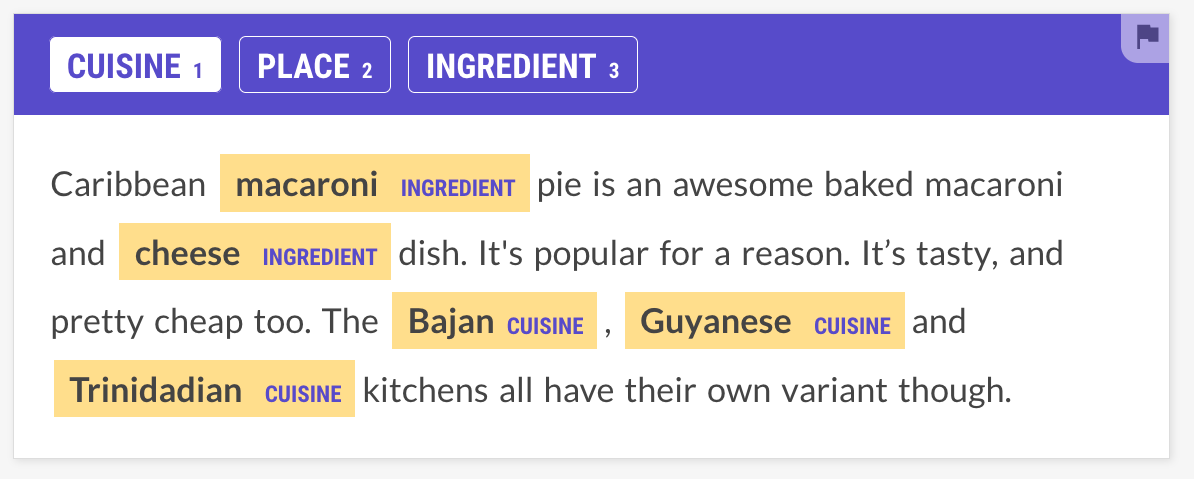 CUISINE 1 PLACE 2 INGREDIENT 3
Caribbean macaroni INGREDIENT pie is an awesome baked macaroni
and cheese INGREDIENT dish. It's popular for a reason. It’s tasty, and
pretty cheap too. The Bajan CUISINE , Guyanese CUISINE and
Trinidadian CUISINE kitchens all have their own variant though.